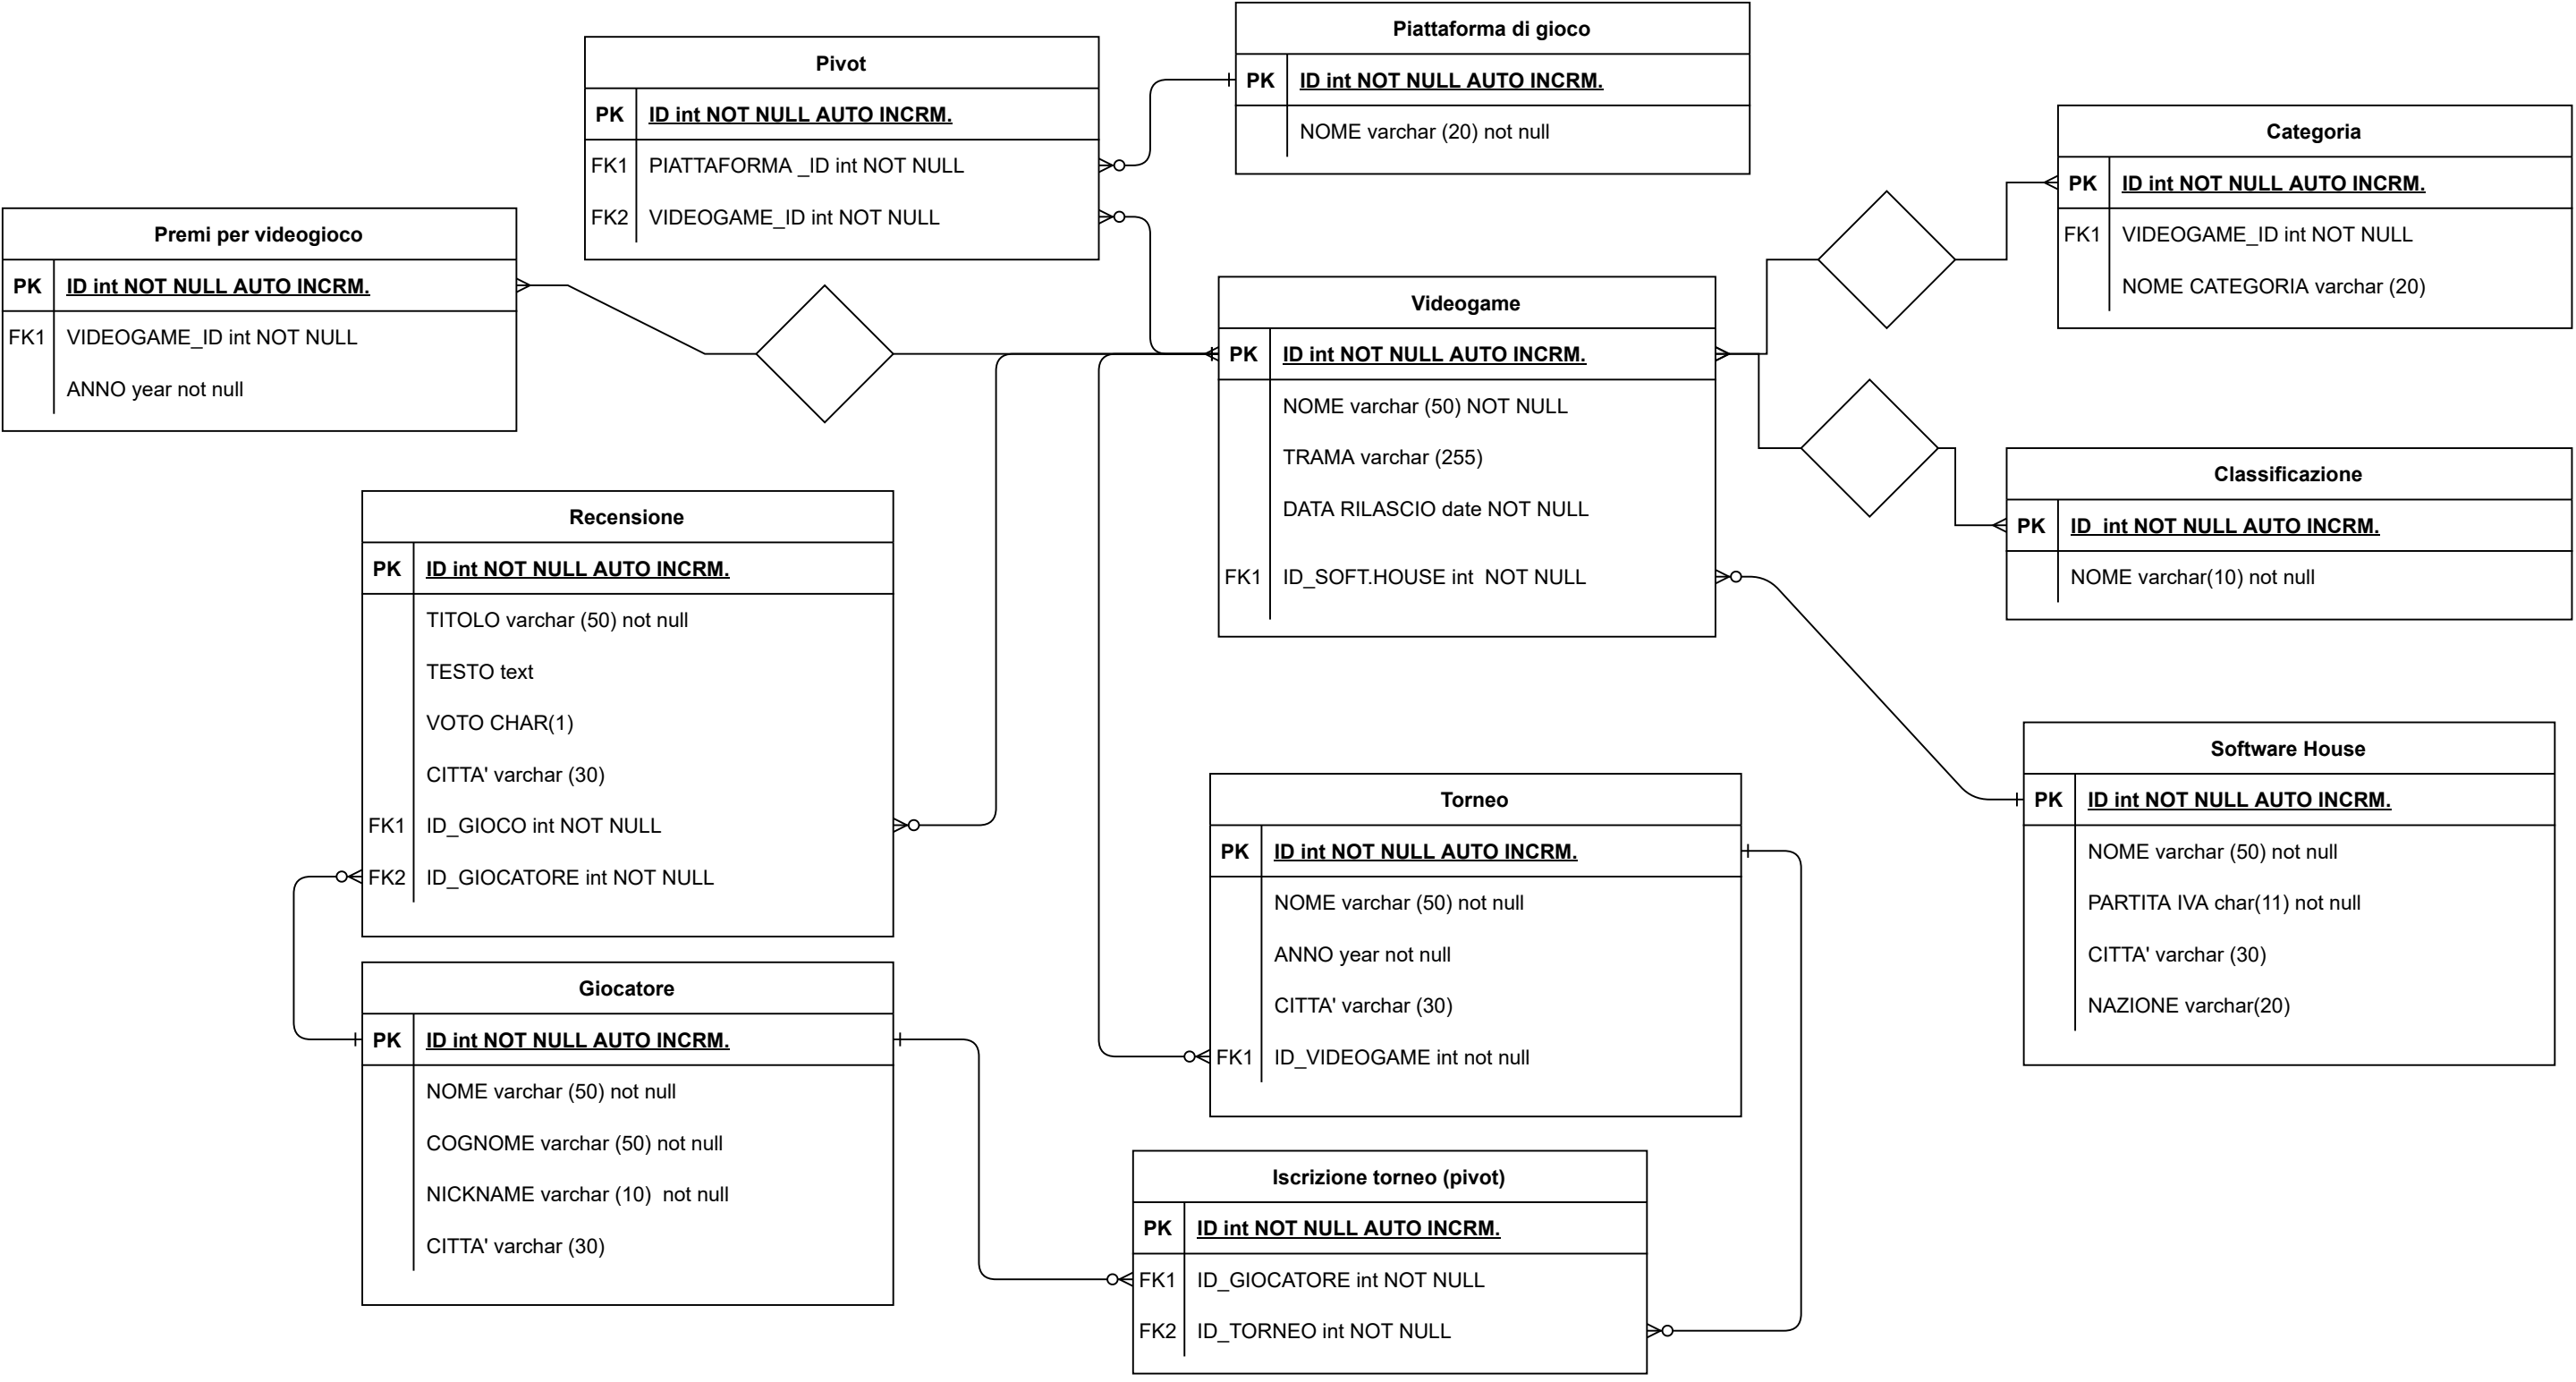 Piattaforma di gioco
PK ID int NOT NULL AUTO INCRM.
NOME varchar (20) not null
Pivot
PK ID int NOT NULL AUTO INCRM.
FK1 PIATTAFORMA _ID int NOT NULL
FK2 VIDEOGAME_ID int NOT NULL
Categoria
PK ID int NOT NULL AUTO INCRM.
FK1 VIDEOGAME_ID int NOT NULL
NOME CATEGORIA varchar (20)
Premi per videogioco
PK ID int NOT NULL AUTO INCRM.
FK1 VIDEOGAME_ID int NOT NULL
ANNO year not null
Videogame
PK ID int NOT NULL AUTO INCRM.
NOME varchar (50) NOT NULL
TRAMA varchar (255)
DATA RILASCIO date NOT NULL
FK1 ID_SOFT.HOUSE int  NOT NULL
Classificazione
PK ID  int NOT NULL AUTO INCRM.
NOME varchar(10) not null
Recensione
PK ID int NOT NULL AUTO INCRM.
TITOLO varchar (50) not null
TESTO text
VOTO CHAR(1)
CITTA' varchar (30)
FK1 ID_GIOCO int NOT NULL
FK2 ID_GIOCATORE int NOT NULL
Software House
PK ID int NOT NULL AUTO INCRM.
NOME varchar (50) not null
PARTITA IVA char(11) not null
CITTA' varchar (30)
NAZIONE varchar(20)
Torneo
PK ID int NOT NULL AUTO INCRM.
NOME varchar (50) not null
ANNO year not null
CITTA' varchar (30)
FK1 ID_VIDEOGAME int not null
Giocatore
PK ID int NOT NULL AUTO INCRM.
NOME varchar (50) not null
COGNOME varchar (50) not null
NICKNAME varchar (10)  not null
CITTA' varchar (30)
Iscrizione torneo (pivot)
PK ID int NOT NULL AUTO INCRM.
FK1 ID_GIOCATORE int NOT NULL
FK2 ID_TORNEO int NOT NULL